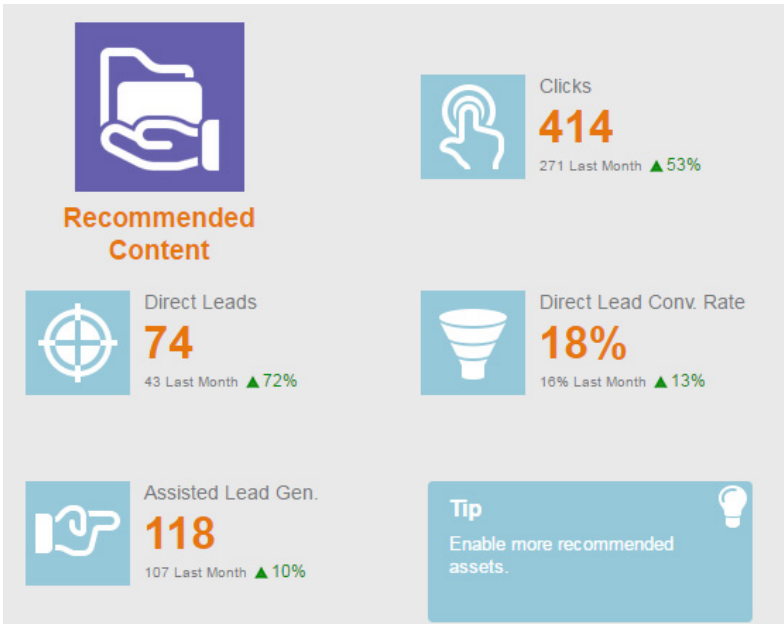 Recommended
Content
Clicks
414
271 Last Month ▲53%
Direct Leads
74
43 Last Month ▲72%
Direct Lead Conv. Rate
18%
16% Last Month ▲13%
Assisted Lead Gen.
118
107 Last Month ▲10%
Tip
Enable more recommended
assets.